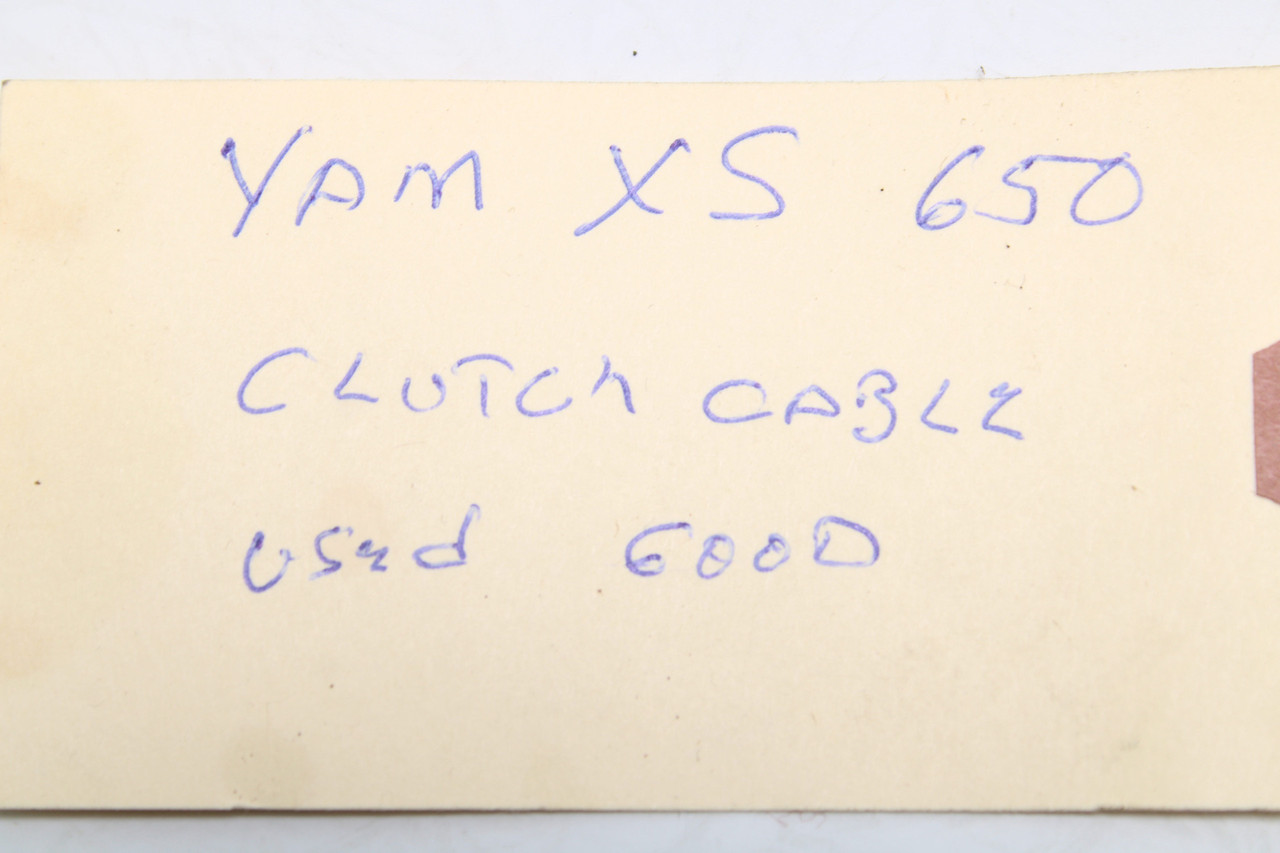 YAM XS 650
CLUTCH CABLE
USed GOOD